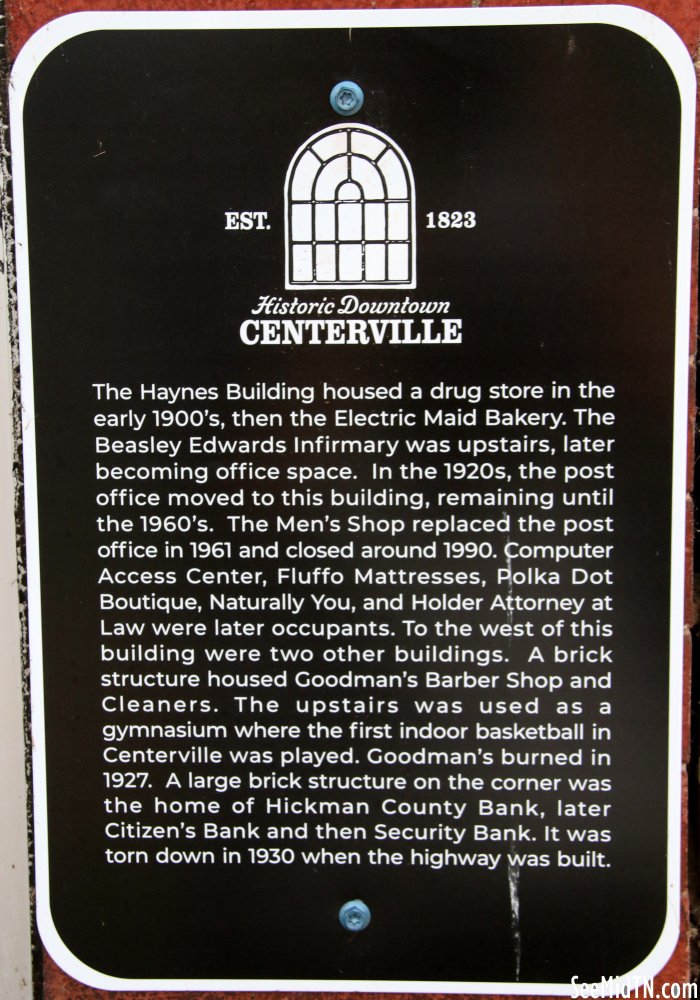 EST. 1823
Historic Downtown
CENTERVILLE
The Haynes Building housed a drug store in the
early 1900's, then the Electric Maid Bakery. The
Beasley Edwards Infirmary was upstairs, later
becoming office space. In the 1920s, the post
office moved to this building, remaining until
the 1960's. The Men's Shop replaced the post
office in 1961 and closed around 1990. Computer
Access Center, Fluffo Mattresses, Polka Dot
Boutique, Naturally You, and Holder Attorney at
Law were later occupants. To the west of this
building were two other buildings. A brick
structure housed Goodman's Barber Shop and
Cleaners. The upstairs was used as a
gymnasium where the first indoor basketball in
Centerville was played. Goodman's burned in
1927. A large brick structure on the corner was
the home of Hickman County Bank, later
Citizen's Bank and then Security Bank. It was
torn down in 1930 when the highway was built.
SeeMidTN.com